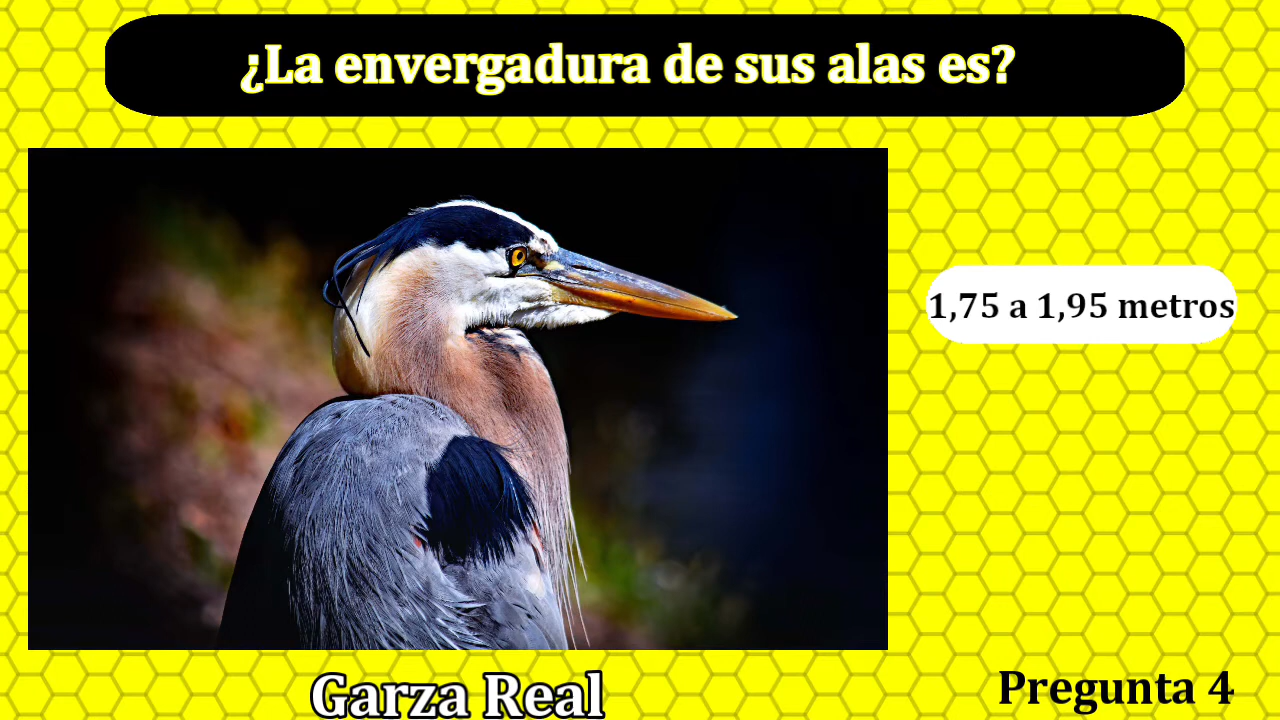 ¿La envergadura de sus alas es?
1,75 a 1,95 metros
Garza Real
Pregunta 4